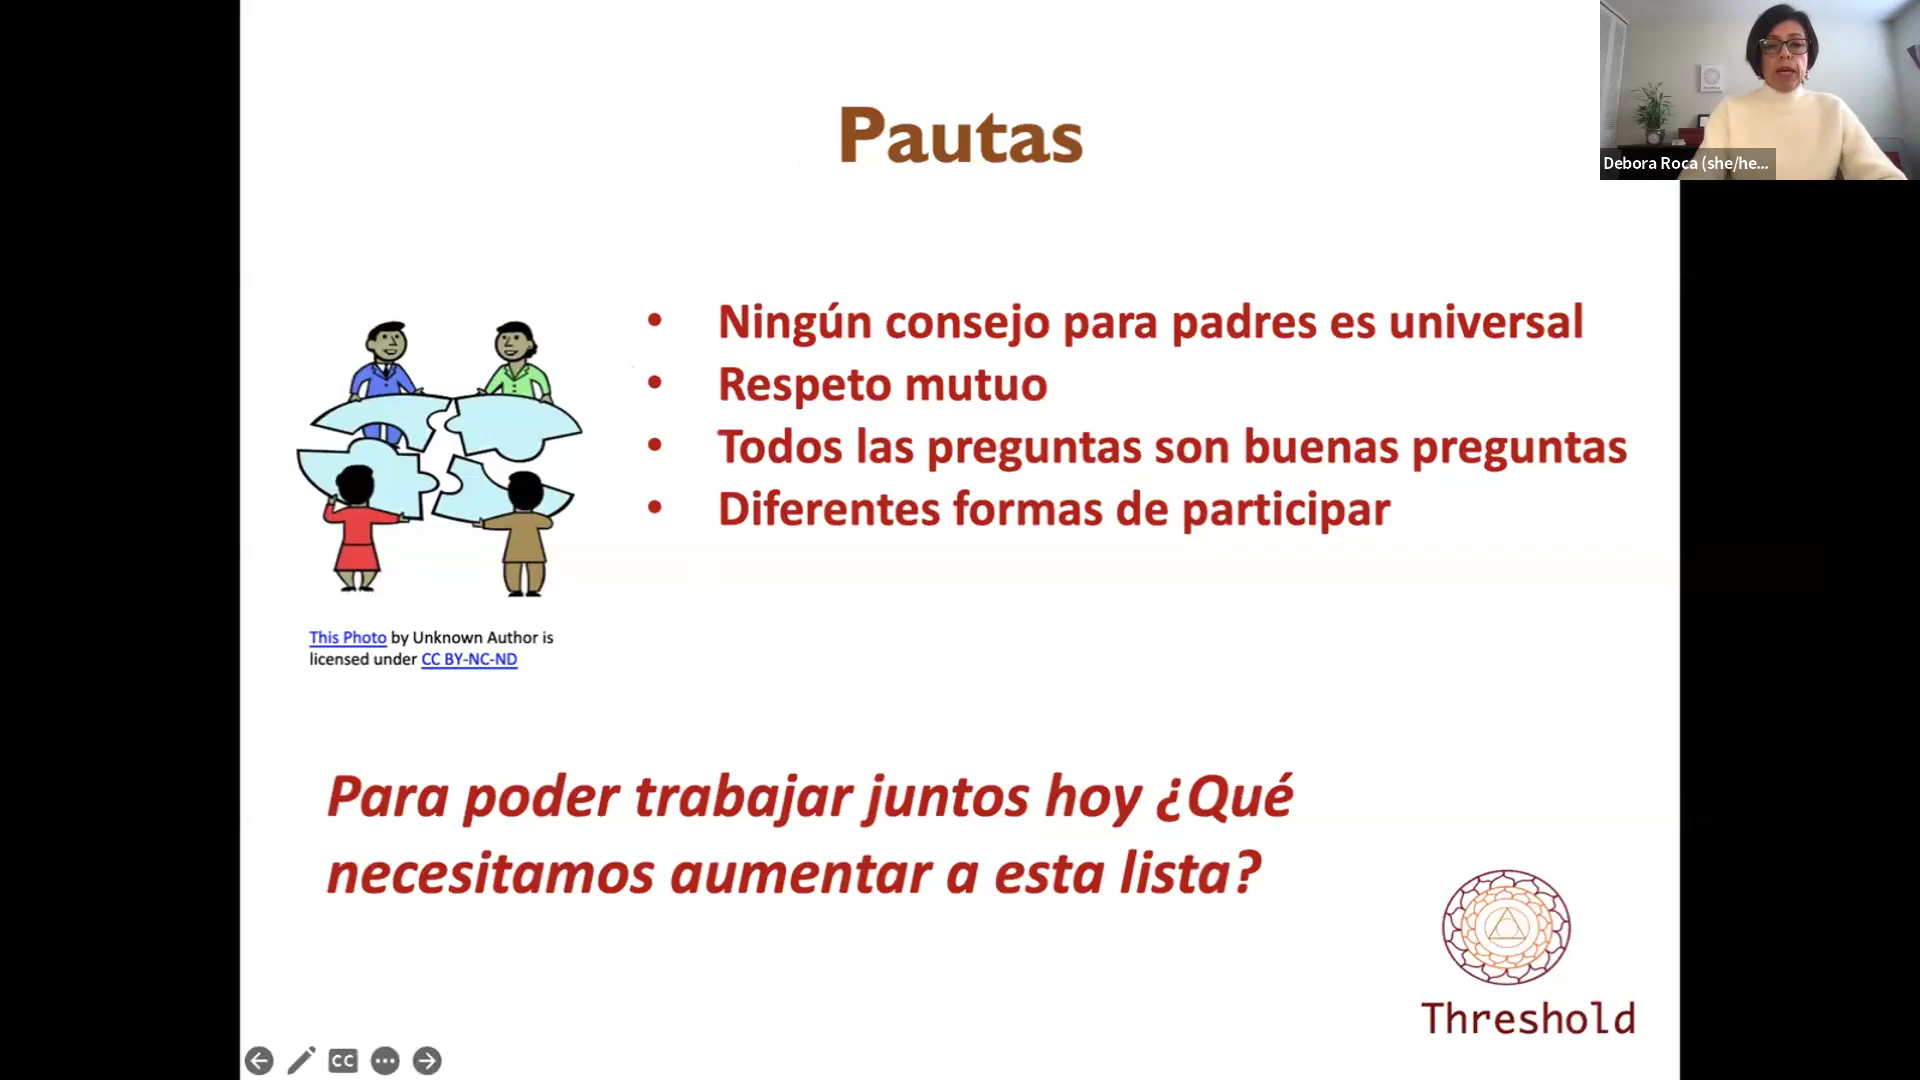 Pautas
Debora Roca (she/he...
• Ningún consejo para padres es universal
• Respeto mutuo
• Todos las preguntas son buenas preguntas
• Diferentes formas de participar
This Photo by Unknown Author is
licensed under CC BY-NC-ND
Para poder trabajar juntos hoy ¿Qué
necesitamos aumentar a esta lista?
Threshold
CC